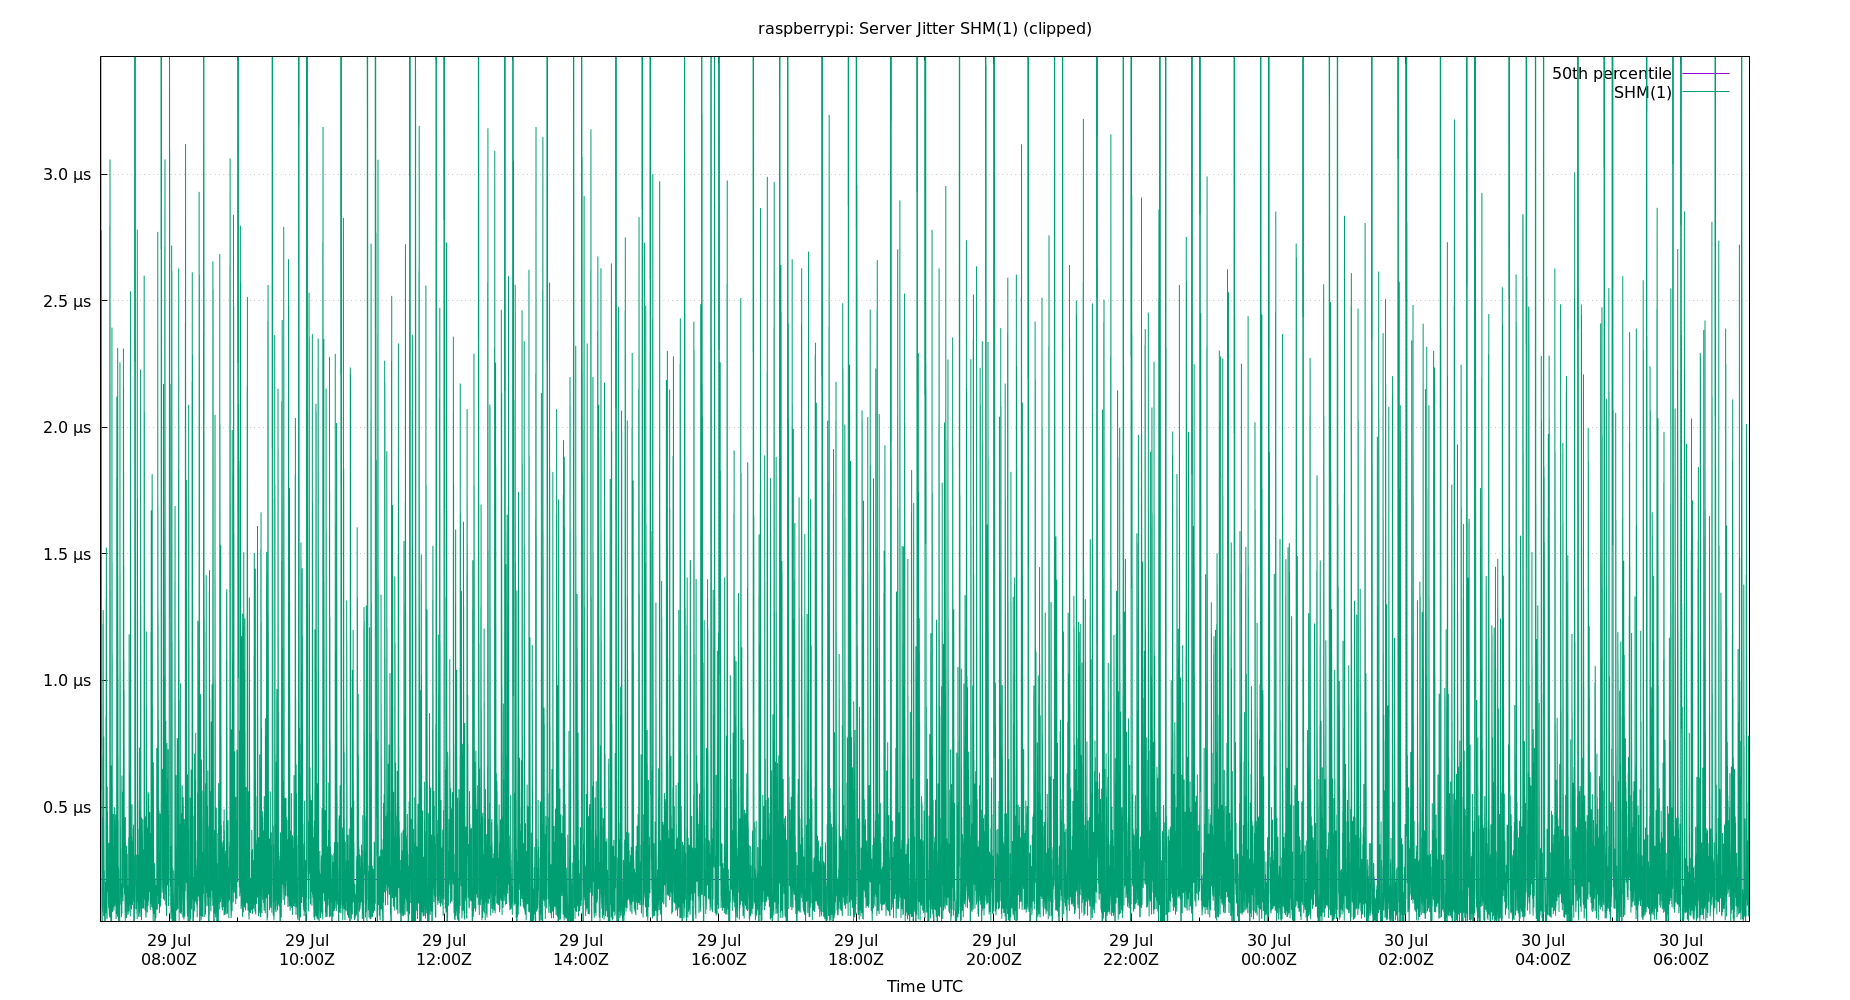 raspberrypi: Server Jitter SHM(1) (clipped)
50th percentile
SHM(1)
3.0 µs
2.5 µs
2.0 µs
1.5 µs
1.0 µs
0.5 µs
29 Jul 29 Jul 29 Jul 29 Jul 29 Jul 29 Jul 29 Jul 29 Jul 30 Jul 30 Jul 30 Jul 30 Jul
08:00Z 10:00Z 12:00Z 14:00Z 16:00Z 18:00Z 20:00Z 22:00Z 00:00Z 02:00Z 04:00Z 06:00Z
Time UTC